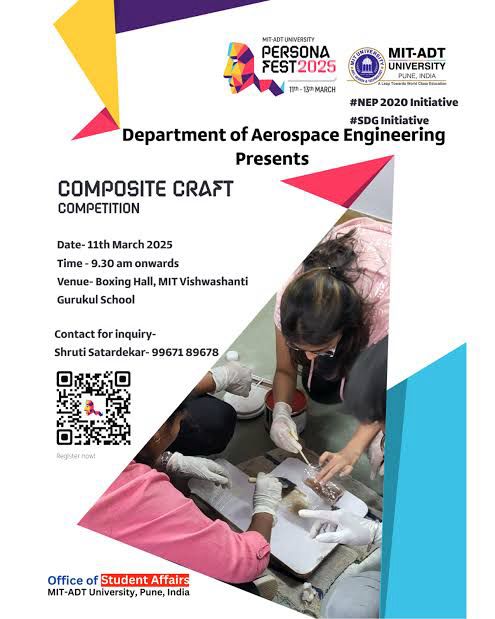 MIT-ADT UNIVERSITY
PERSONA
FEST 2025
11th - 13th MARCH
MIT-ADT
UNIVERSITY
PUNE, INDIA
A Leap Towards World Class Education
#NEP 2020 Initiative
#SDG Initiative
Department of Aerospace Engineering
Presents
COMPOSITE CRAFT
COMPETITION
Date- 11th March 2025
Time - 9.30 am onwards
Venue- Boxing Hall, MIT Vishwashanti
Gurukul School
Contact for inquiry-
Shruti Satardekar- 99671 89678
Register now!
Office of Student Affairs
MIT-ADT University, Pune, India